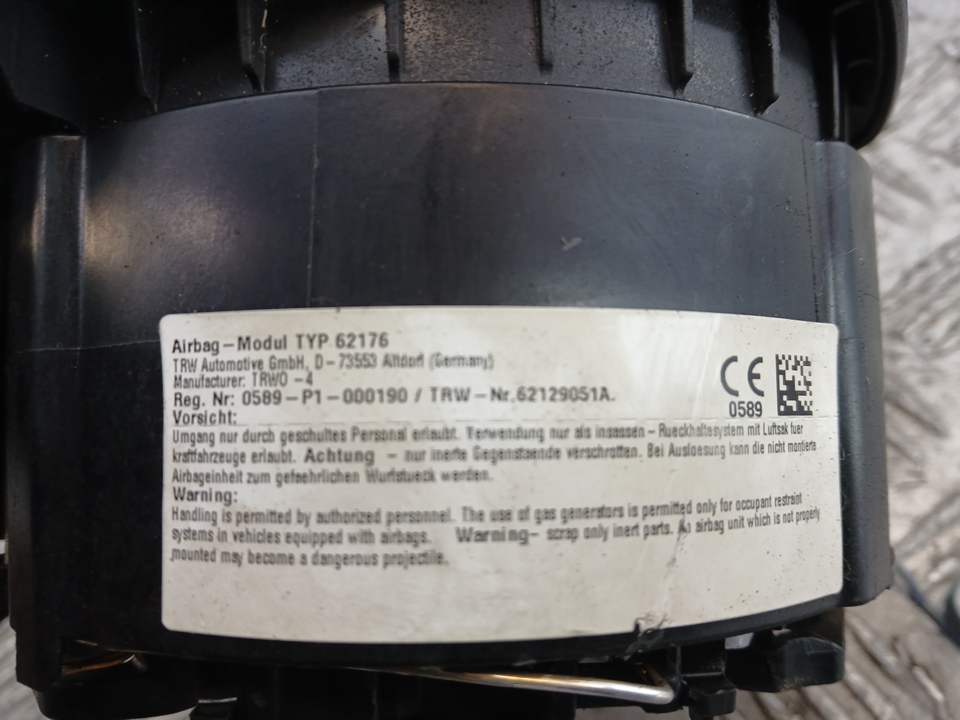 Airbag-Modul TYP 62176
TRW Automotive GmbH, D-73553 Alfdorf (Germany)
Manufacturer: TRWO -4
Reg. Nr: 0589-P1-000190 / TRW-Nr.62129051A.
CE
0589
Vorsicht:
Umgang nur durch geschultes Personal erlaubt. Verwendung nur als insassen-Rueckhaltesystem mit Luftsak fuer
kraftfahrzeuge erlaubt. Achtung - nur inerte Gegenstaende verschrotten. Bei Ausloesung kann die nicht montierte
Airbageinheit zum gefaehrlichen Wurfstueck werden.
Warning:
Handling is permitted by authorized personnel. The use of gas generators is permitted only for occupant restraint
systems in vehicles equipped with airbags. Warning- scrap only inert parts. An airbag unit which is not properly
mounted may become a dangerous projectile.